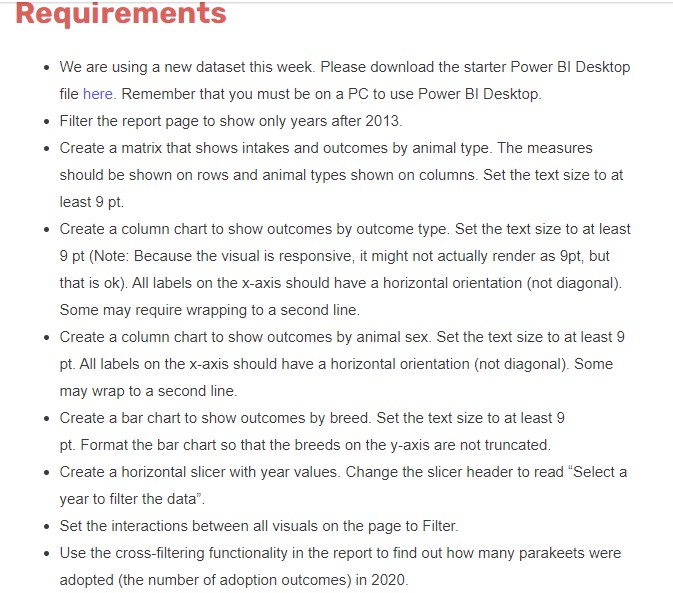 Requirements
• We are using a new dataset this week. Please download the starter Power BI Desktop
file here. Remember that you must be on a PC to use Power BI Desktop.
• Filter the report page to show only years after 2013.
• Create a matrix that shows intakes and outcomes by animal type. The measures
should be shown on rows and animal types shown on columns. Set the text size to at
least 9 pt.
• Create a column chart to show outcomes by outcome type. Set the text size to at least
9 pt (Note: Because the visual is responsive, it might not actually render as 9pt, but
that is ok). All labels on the x-axis should have a horizontal orientation (not diagonal).
Some may require wrapping to a second line.
• Create a column chart to show outcomes by animal sex. Set the text size to at least 9
pt. All labels on the x-axis should have a horizontal orientation (not diagonal). Some
may wrap to a second line.
• Create a bar chart to show outcomes by breed. Set the text size to at least 9
pt. Format the bar chart so that the breeds on the y-axis are not truncated.
• Create a horizontal slicer with year values. Change the slicer header to read “Select a
year to filter the data”.
• Set the interactions between all visuals on the page to Filter.
• Use the cross-filtering functionality in the report to find out how many parakeets were
adopted (the number of adoption outcomes) in 2020.